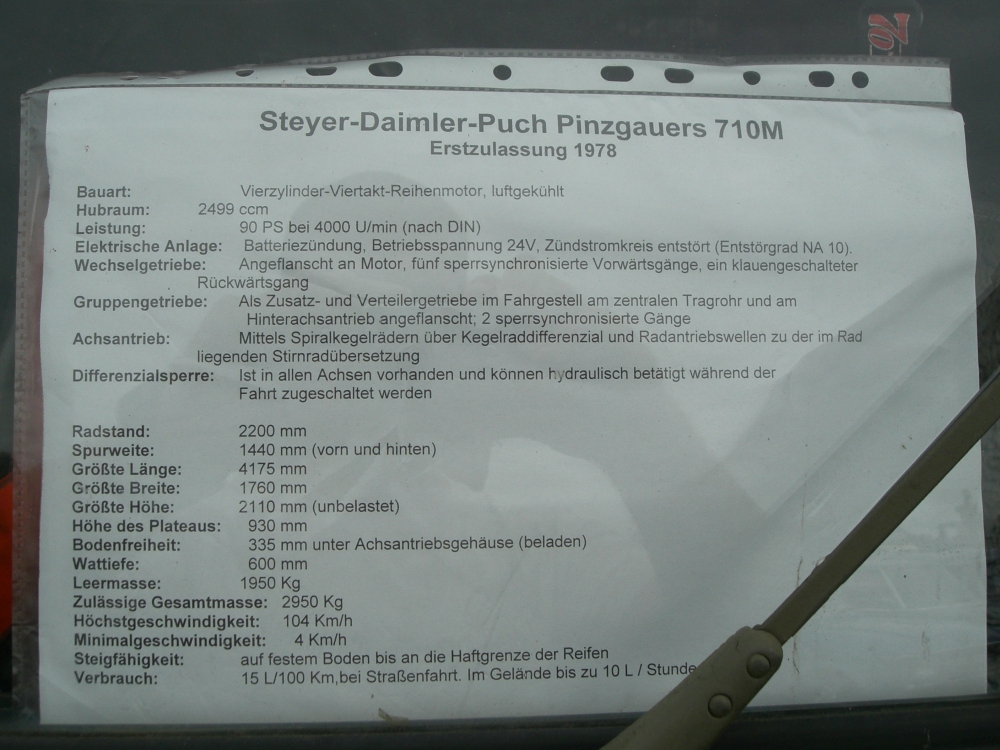 70
Steyer-Daimler-Puch Pinzgauers 710M
Erstzulassung 1978
Bauart: Vierzylinder-Viertakt-Reihenmotor, luftgekühlt
Hubraum: 2499 ccm
Leistung: 90 PS bei 4000 U/min (nach DIN)
Elektrische Anlage: Batteriezündung, Betriebsspannung 24V, Zündstromkreis entstört (Entstörgrad NA 10).
Wechselgetriebe: Angeflanscht an Motor, fünf sperrsynchronisierte Vorwärtsgänge, ein klauengeschalteter
Rückwärtsgang
Gruppengetriebe: Als Zusatz- und Verteilergetriebe im Fahrgestell am zentralen Tragrohr und am
Hinterachsantrieb angeflanscht; 2 sperrsynchronisierte Gänge
Achsantrieb: Mittels Spiralkegelrädern über Kegelraddifferenzial und Radantriebswellen zu der im Rad
liegenden Stirnradübersetzung
Differenzialsperre: Ist in allen Achsen vorhanden und können hydraulisch betätigt während der
Fahrt zugeschaltet werden
Radstand: 2200 mm
Spurweite: 1440 mm (vorn und hinten)
Größte Länge: 4175 mm
Größte Breite: 1760 mm
Größte Höhe: 2110 mm (unbelastet)
Höhe des Plateaus: 930 mm
Bodenfreiheit: 335 mm unter Achsantriebsgehäuse (beladen)
Wattiefe: 600 mm
Leermasse: 1950 Kg
Zulässige Gesamtmasse: 2950 Kg
Höchstgeschwindigkeit: 104 Km/h
Minimalgeschwindigkeit: 4 Km/h
Steigfähigkeit: auf festem Boden bis an die Haftgrenze der Reifen
Verbrauch: 15 L/100 Km,bei Straßenfahrt. Im Gelände bis zu 10 L / Stunde